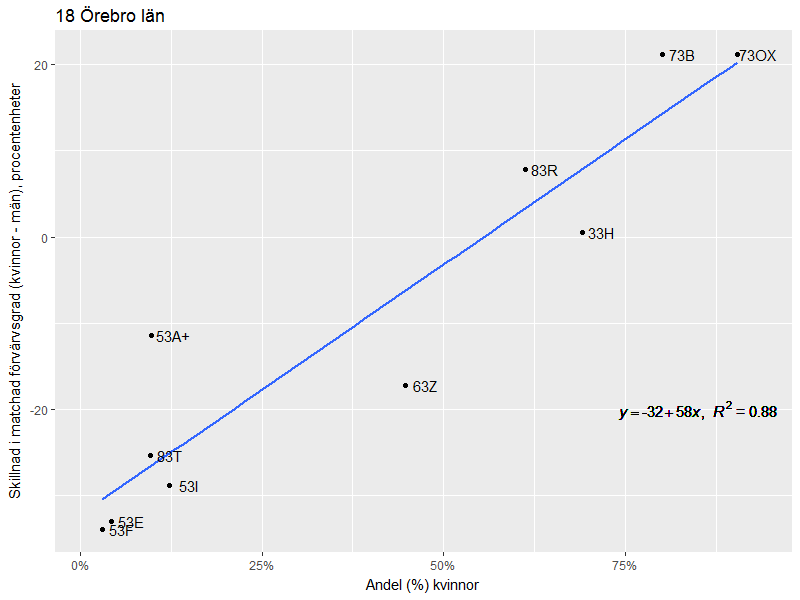 18 Örebro län
Skillnad i matchad förvärvsgrad (kvinnor - män), procentenheter
20
0
-20
73B
73OX
83R
33H
53A+
63Z
y = -32 + 58x, R² = 0.88
83T
53I
53E
53F
0%
25%
50%
75%
Andel (%) kvinnor